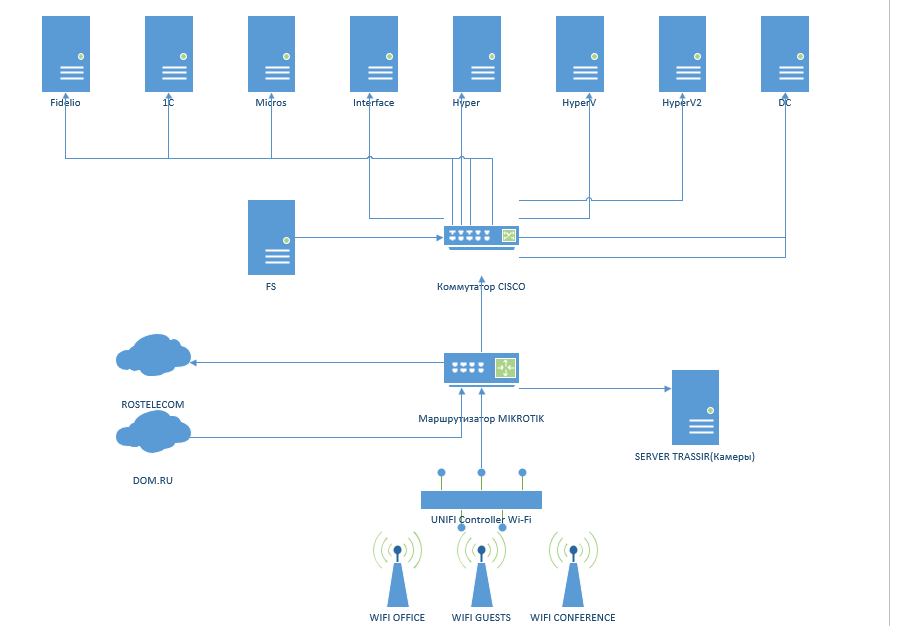 Fidelio
1C
Micros
Interface
Hyper
HyperV
HyperV2
DC
FS
Коммутатор CISCO
ROSTELECOM
Маршрутизатор MIKROTIK
DOM.RU
SERVER TRASSIR(Камеры)
UNIFI Controller Wi-Fi
WIFI OFFICE
WIFI GUESTS
WIFI CONFERENCE